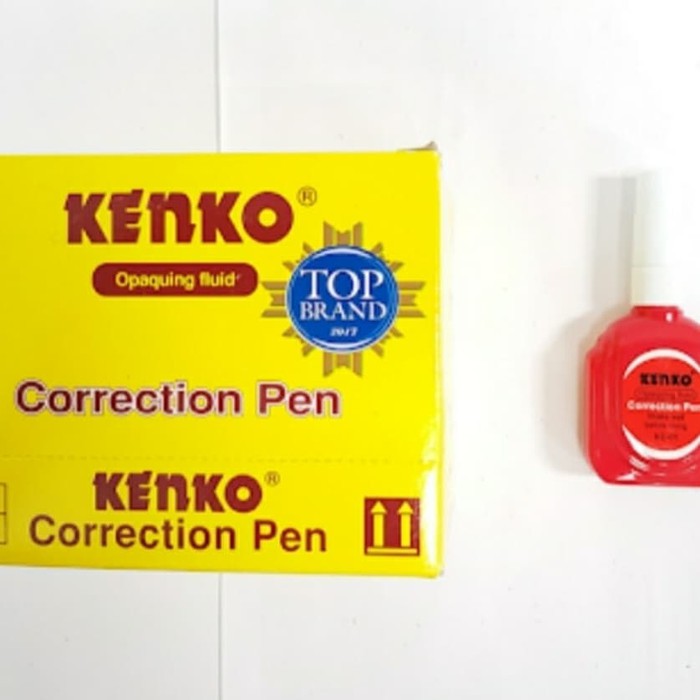 KENKO®
Opaquing fluid
TOP
BRAND
2017
Correction Pen
KENKO®
Correction Pen
KENKO
Correction Pen